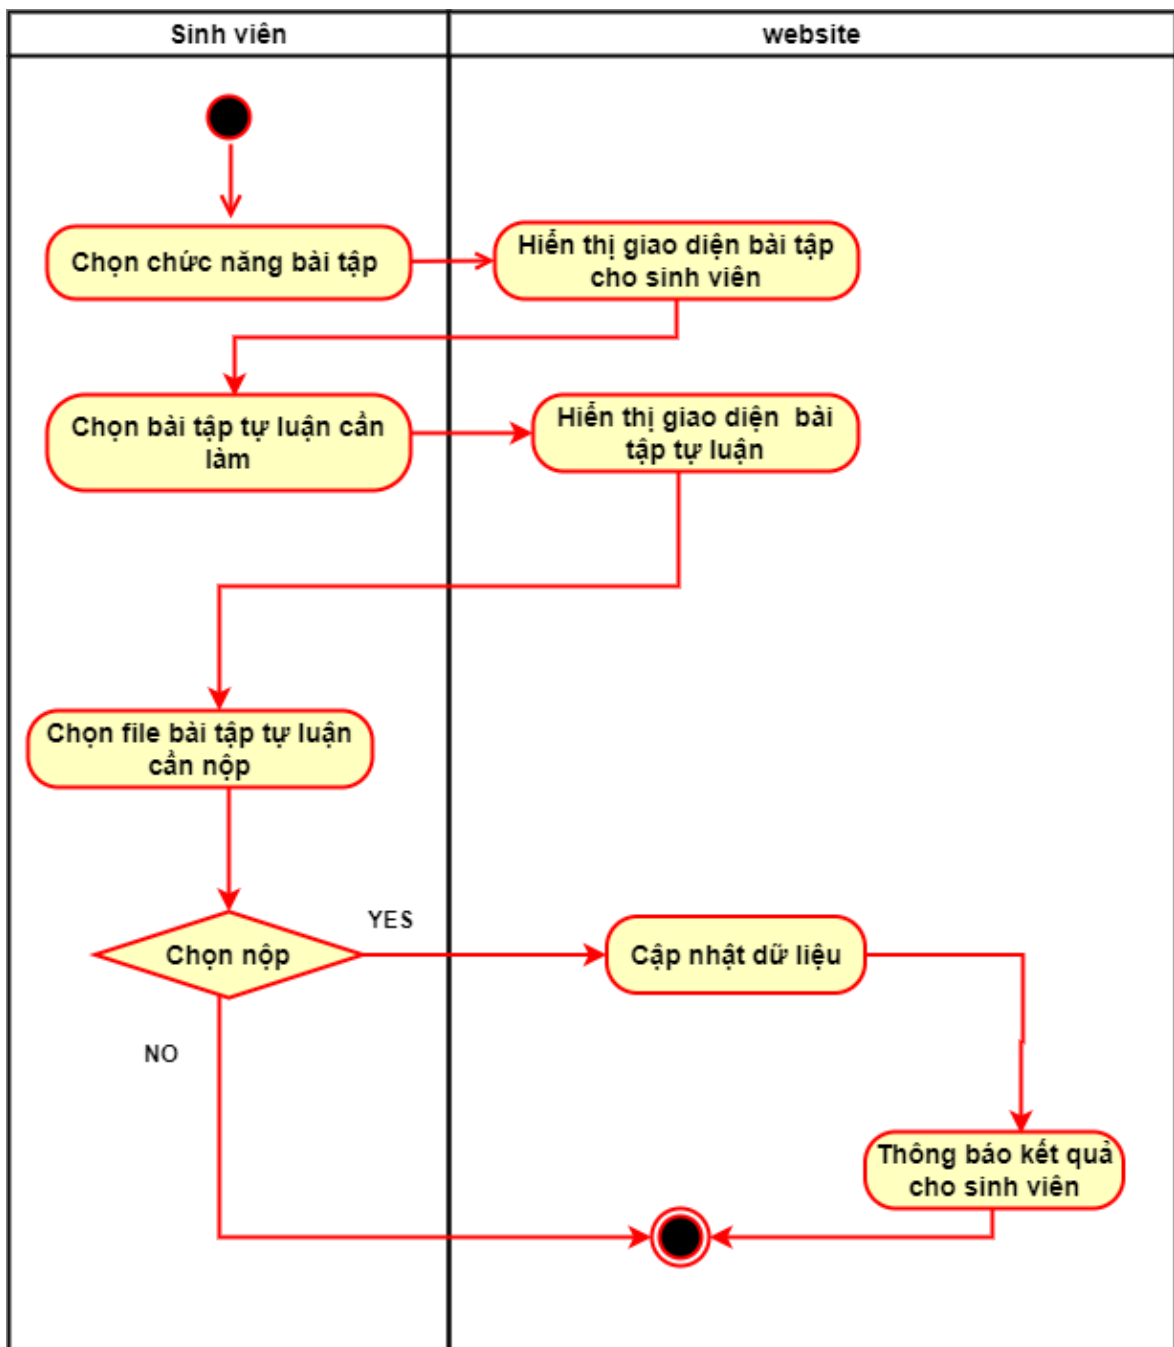 Sinh viên
website
Chọn chức năng bài tập
Hiển thị giao diện bài tập
cho sinh viên
Chọn bài tập tự luận cần
làm
Hiển thị giao diện  bài
tập tự luận
Chọn file bài tập tự luận
cần nộp
Chọn nộp
YES
Cập nhật dữ liệu
NO
Thông báo kết quả
cho sinh viên